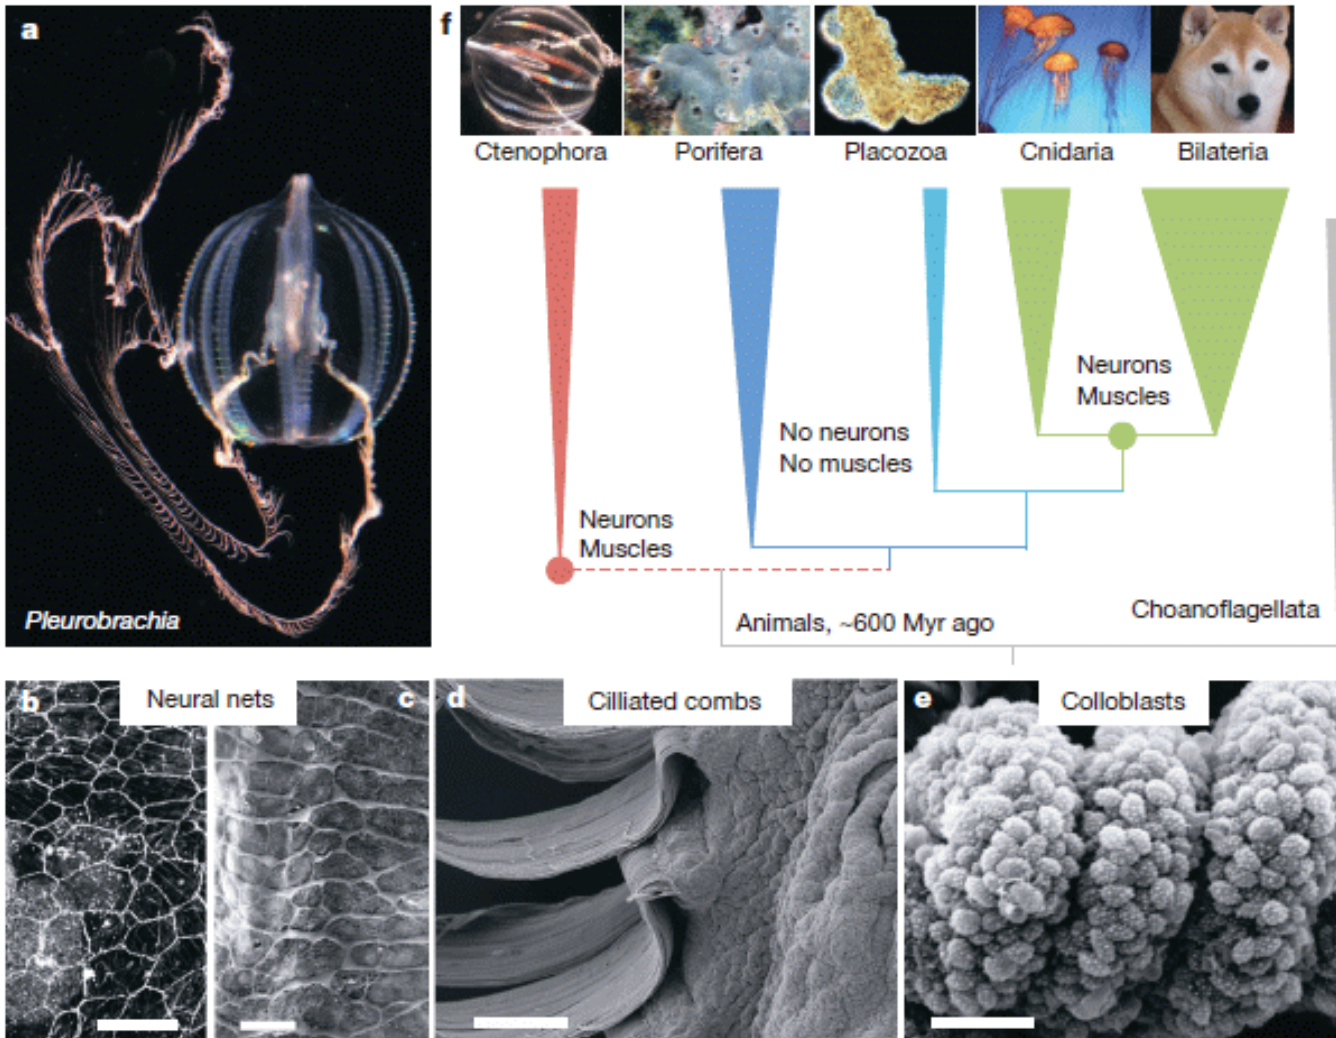 a
f
Ctenophora
Porifera
Placozoa
Cnidaria
Bilateria
Neurons
Muscles
No neurons
No muscles
Neurons
Muscles
Pleurobrachia
Animals, ~600 Myr ago
Choanoflagellata
b
Neural nets
c
d
Cilliated combs
e
Colloblasts